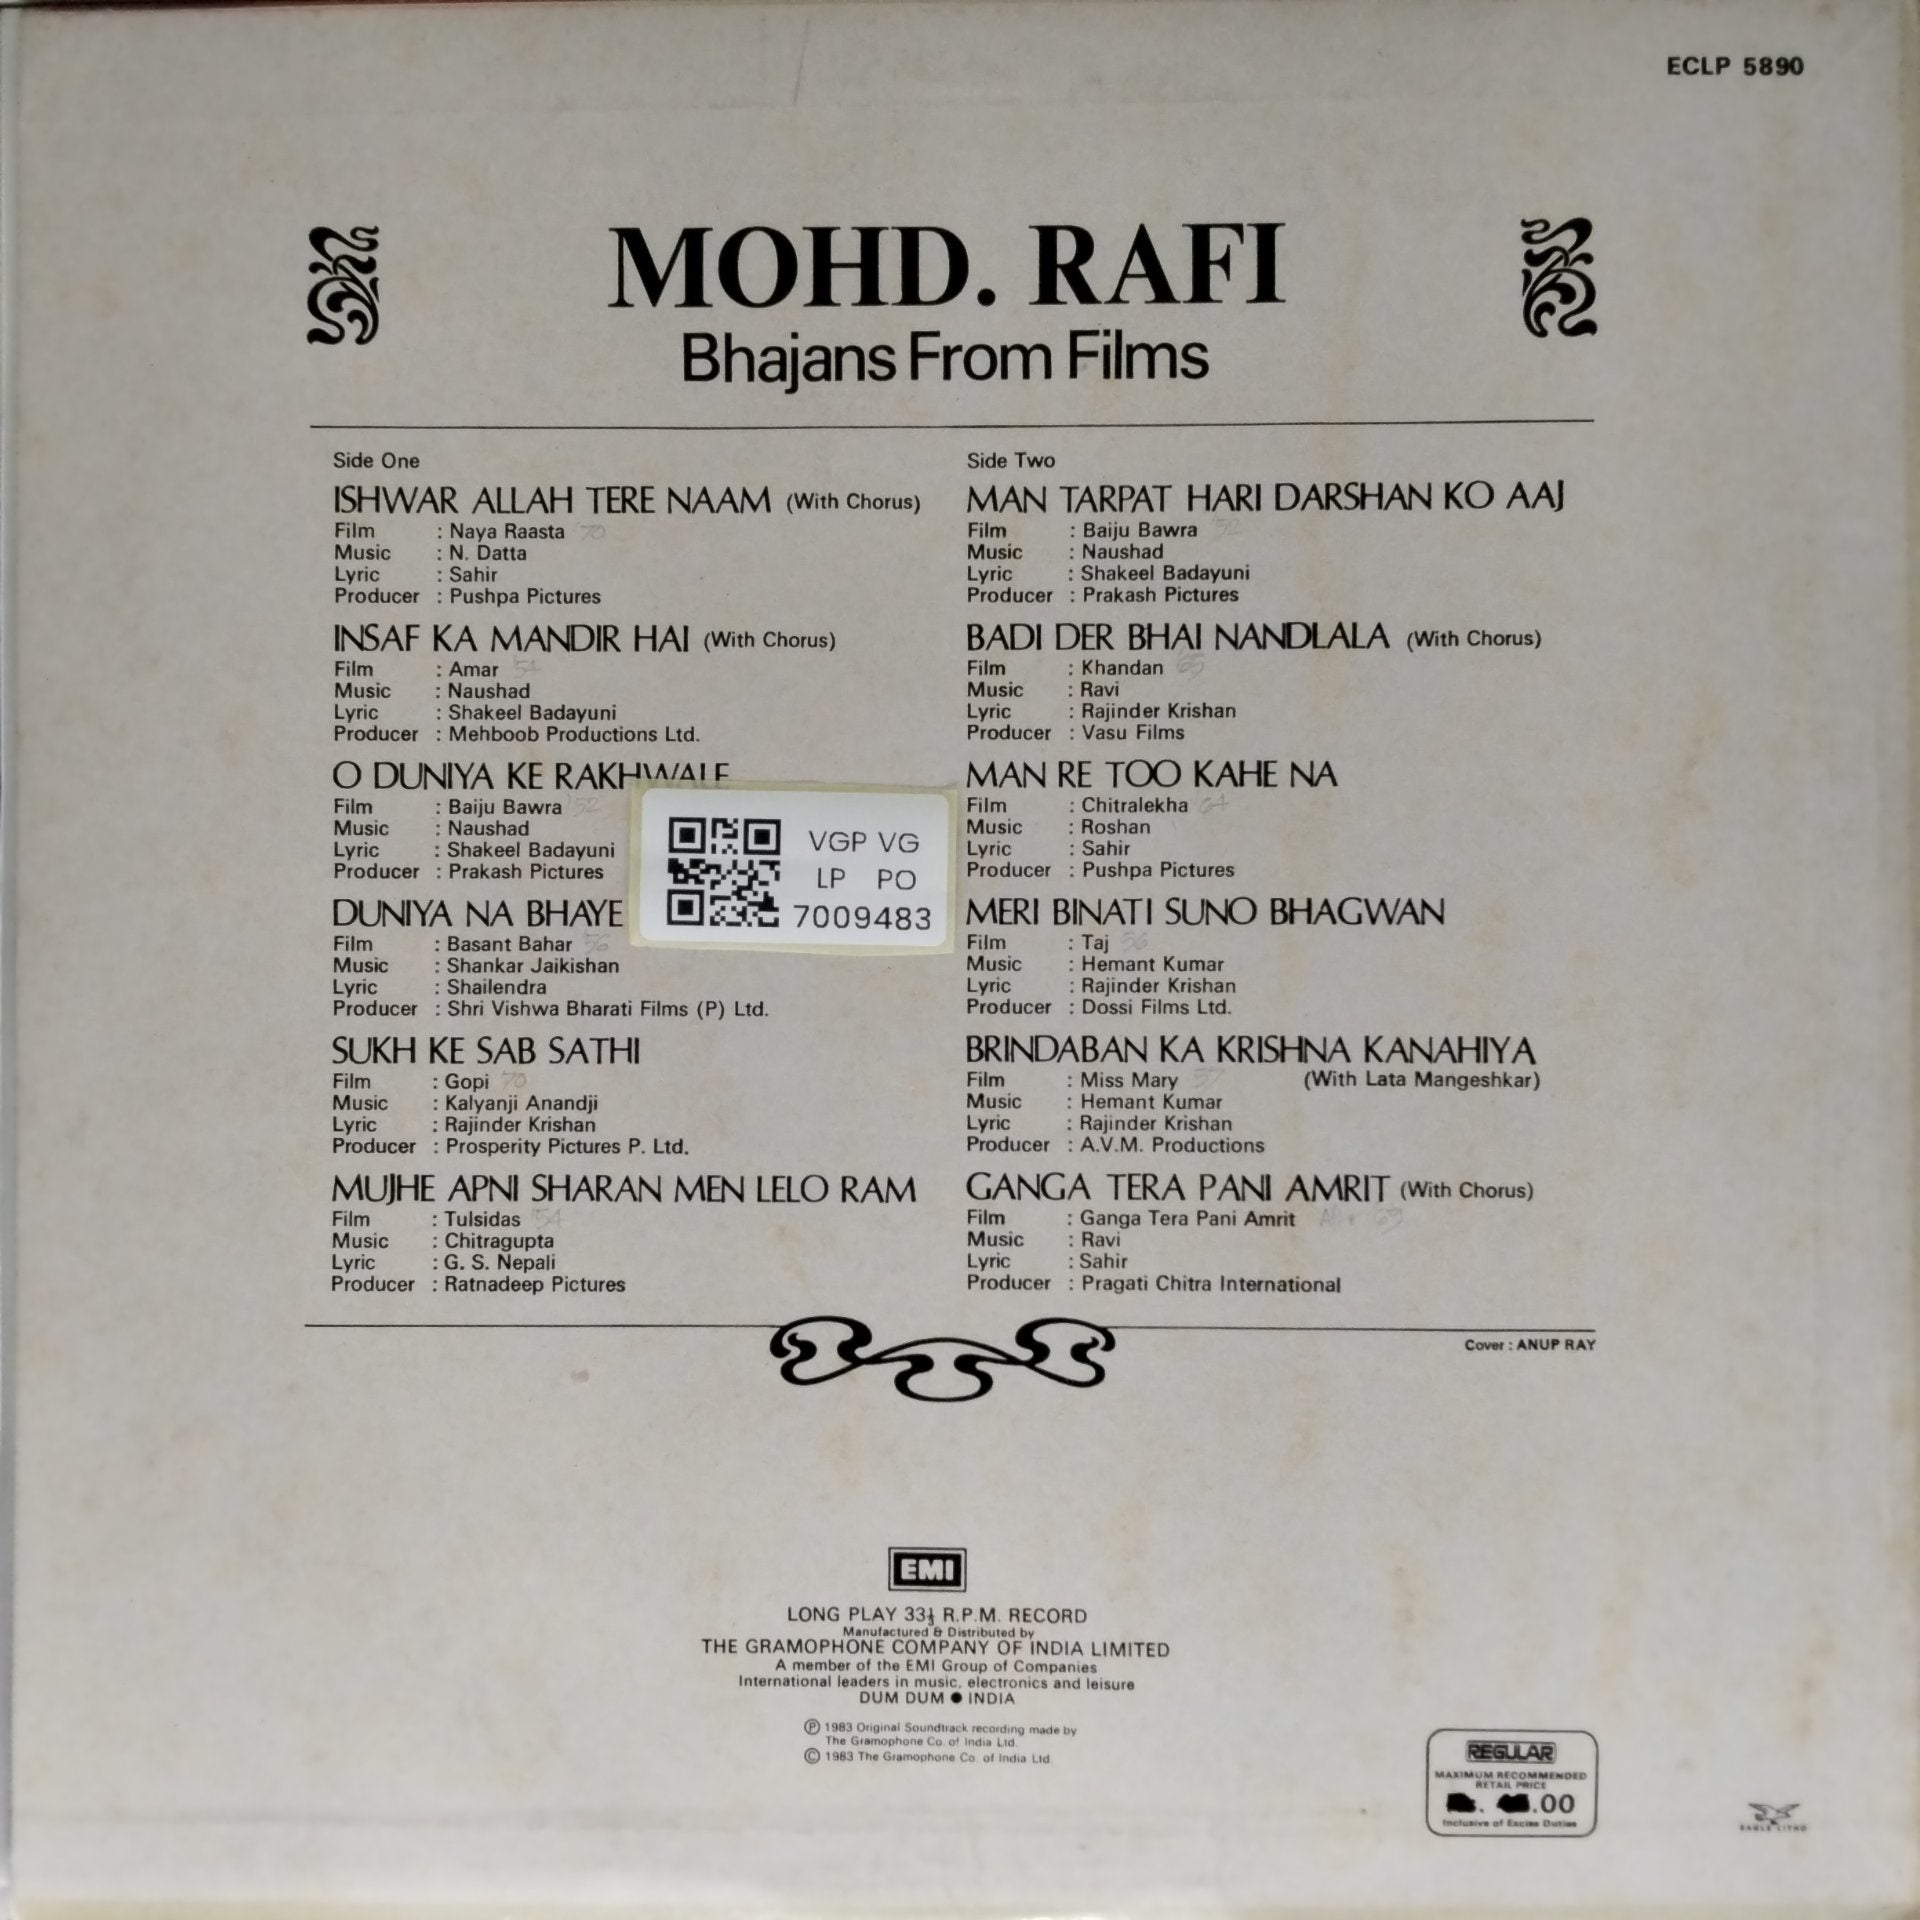 ECLP 5890
MOHD. RAFI
Bhajans From Films
Side One
ISHWAR ALLAH TERE NAAM (With Chorus)
Film : Naya Raasta '70
Music : N. Datta
Lyric : Sahir
Producer : Pushpa Pictures
INSAF KA MANDIR HAI (With Chorus)
Film : Amar 54
Music : Naushad
Lyric : Shakeel Badayuni
Producer : Mehboob Productions Ltd.
O DUNIYA KE RAKHWALE
Film : Baiju Bawra '52
Music : Naushad
Lyric : Shakeel Badayuni
Producer : Prakash Pictures
DUNIYA NA BHAYE
Film : Basant Bahar 56
Music : Shankar Jaikishan
Lyric : Shailendra
Producer : Shri Vishwa Bharati Films (P) Ltd.
SUKH KE SAB SATHI
Film : Gopi '70
Music : Kalyanji Anandji
Lyric : Rajinder Krishan
Producer : Prosperity Pictures P. Ltd.
MUJHE APNI SHARAN MEN LELO RAM
Film : Tulsidas '54
Music : Chitragupta
Lyric : G. S. Nepali
Producer : Ratnadeep Pictures
VGP VG
LP PO
7009483
Side Two
MAN TARPAT HARI DARSHAN KO AAJ
Film : Baiju Bawra '52
Music : Naushad
Lyric : Shakeel Badayuni
Producer : Prakash Pictures
BADI DER BHAI NANDLALA (With Chorus)
Film : Khandan 65
Music : Ravi
Lyric : Rajinder Krishan
Producer : Vasu Films
MAN RE TOO KAHE NA
Film : Chitralekha 64
Music : Roshan
Lyric : Sahir
Producer : Pushpa Pictures
MERI BINATI SUNO BHAGWAN
Film : Taj 56
Music : Hemant Kumar
Lyric : Rajinder Krishan
Producer : Dossi Films Ltd.
BRINDABAN KA KRISHNA KANAHIYA
Film : Miss Mary 57 (With Lata Mangeshkar)
Music : Hemant Kumar
Lyric : Rajinder Krishan
Producer : A.V.M. Productions
GANGA TERA PANI AMRIT (With Chorus)
Film : Ganga Tera Pani Amrit
Music : Ravi
Lyric : Sahir
Producer : Pragati Chitra International
Cover : ANUP RAY
EMI
LONG PLAY 33⅓ R.P.M. RECORD
Manufactured & Distributed by
THE GRAMOPHONE COMPANY OF INDIA LIMITED
A member of the EMI Group of Companies
International leaders in music, electronics and leisure
DUM DUM ● INDIA
Ⓟ 1983 Original Soundtrack recording made by
The Gramophone Co. of India Ltd.
© 1983 The Gramophone Co. of India Ltd.
REGULAR
MAXIMUM RECOMMENDED
RETAIL PRICE
.00
Inclusive of Excise Duties
EAGLE LITHO